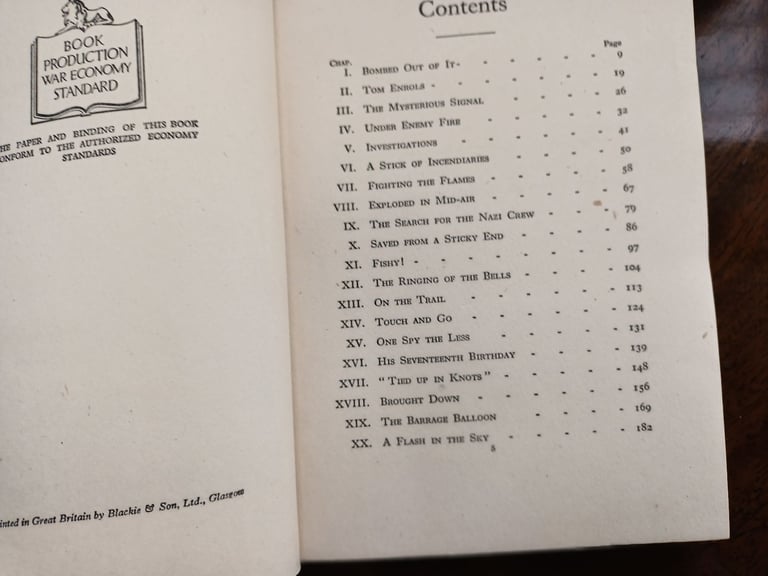 BOOK
PRODUCTION
WAR ECONOMY
STANDARD
PAPER AND BINDING OF THIS BOOK
TO THE AUTHORIZED ECONOMY
STANDARDS
in Great Britain by Blackie & Son, Ltd., Glasgow
Contents
CHAP. Page
I. BOMBED OUT OF IT - - - - - 9
II. TOM ENROLS - - - - - - 19
III. THE MYSTERIOUS SIGNAL - - - - 26
IV. UNDER ENEMY FIRE - - - - - 32
V. INVESTIGATIONS - - - - - 41
VI. A STICK OF INCENDIARIES - - - - 50
VII. FIGHTING THE FLAMES - - - - - 58
VIII. EXPLODED IN MID-AIR - - - - - 67
IX. THE SEARCH FOR THE NAZI CREW - - - 79
X. SAVED FROM A STICKY END - - - - 86
XI. FISHY! - - - - - - - 97
XII. THE RINGING OF THE BELLS - - - - 104
XIII. ON THE TRAIL - - - - - 113
XIV. TOUCH AND GO - - - - - 124
XV. ONE SPY THE LESS - - - - 131
XVI. HIS SEVENTEENTH BIRTHDAY - - - - 139
XVII. "TIED UP IN KNOTS" - - - - - 148
XVIII. BROUGHT DOWN - - - - - 156
XIX. THE BARRAGE BALLOON - - - - 169
XX. A FLASH IN THE SKY - - - - - 182